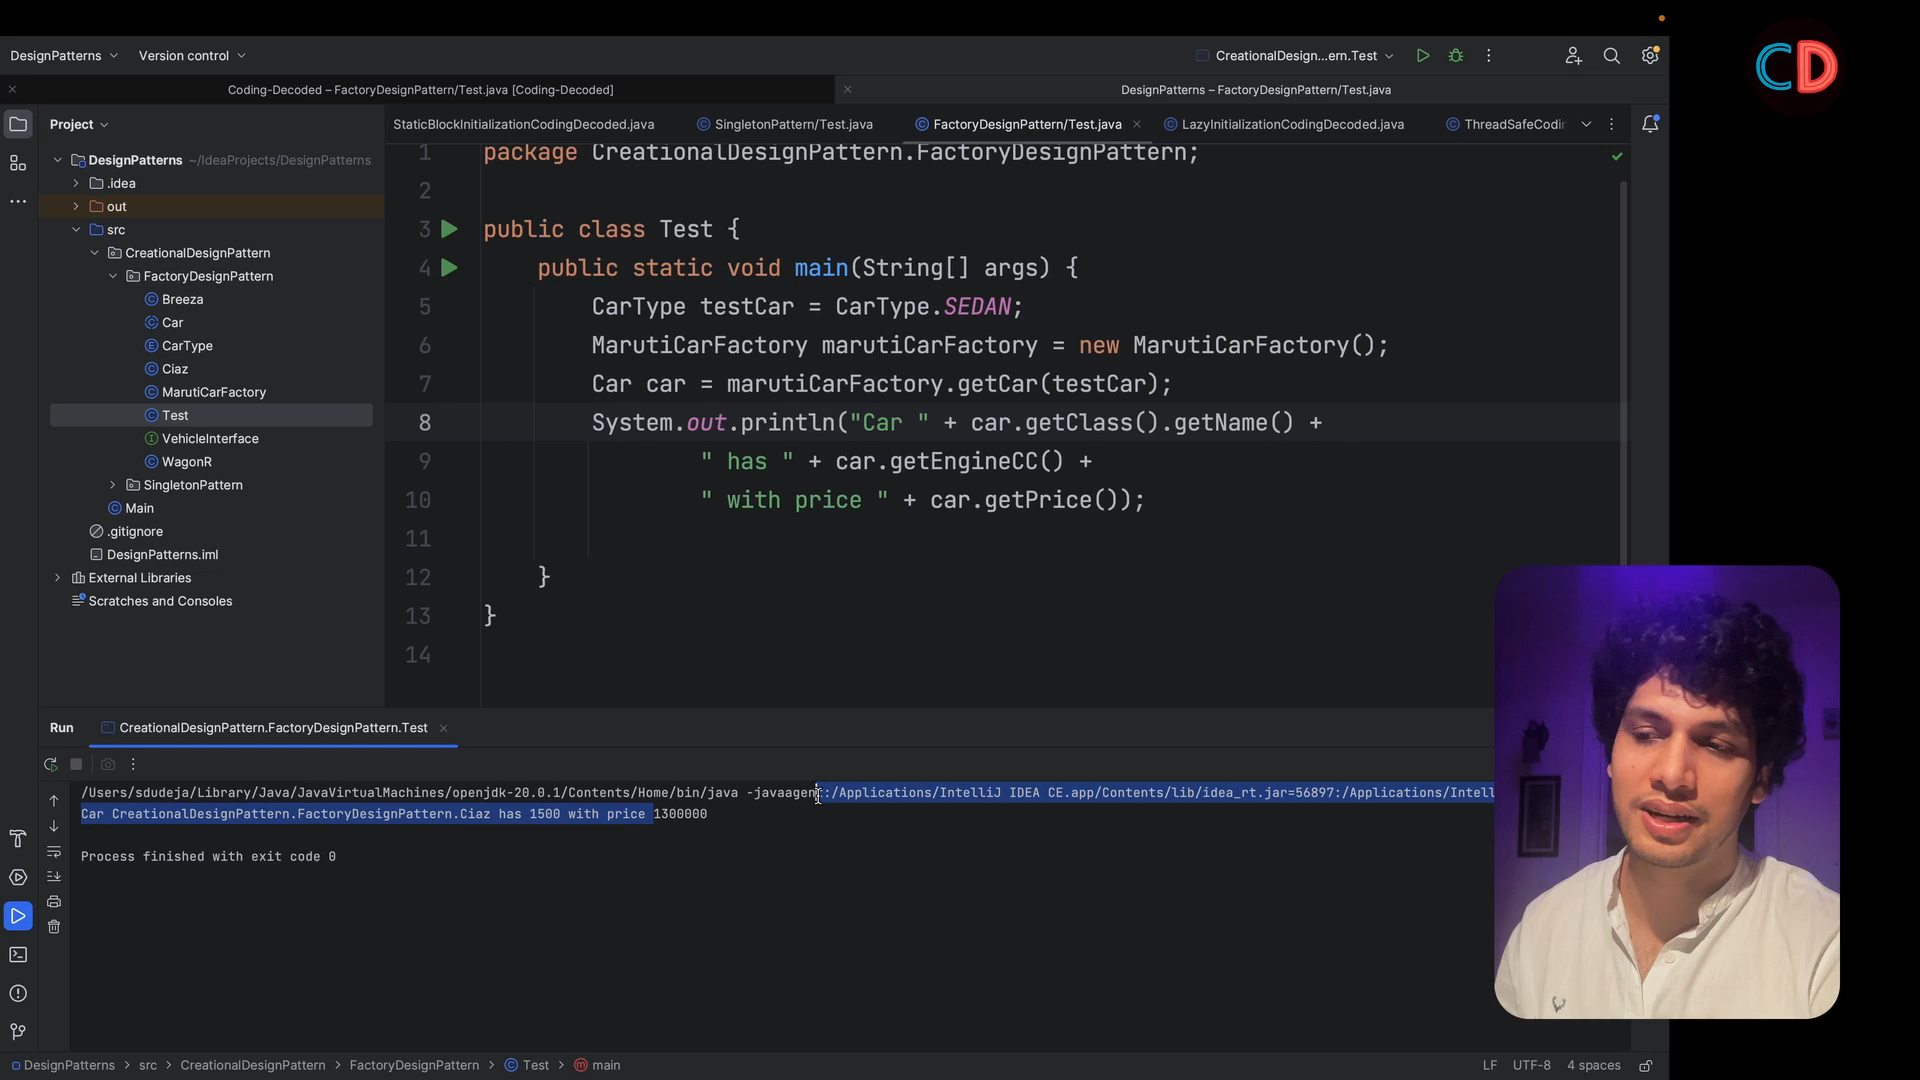 DesignPatterns Version control CreationalDesign...ern.Test
Coding-Decoded – FactoryDesignPattern/Test.java [Coding-Decoded] DesignPatterns – FactoryDesignPattern/Test.java
CD
Project
StaticBlockInitializationCodingDecoded.java SingletonPattern/Test.java FactoryDesignPattern/Test.java LazyInitializationCodingDecoded.java ThreadSafeCodin
DesignPatterns ~/IdeaProjects/DesignPatterns
.idea
out
src
CreationalDesignPattern
FactoryDesignPattern
Breeza
Car
CarType
Ciaz
MarutiCarFactory
Test
VehicleInterface
WagonR
SingletonPattern
Main
.gitignore
DesignPatterns.iml
External Libraries
Scratches and Consoles
1 package CreationalDesignPattern.FactoryDesignPattern;
2
3 public class Test {
4 public static void main(String[] args) {
5 CarType testCar = CarType.SEDAN;
6 MarutiCarFactory marutiCarFactory = new MarutiCarFactory();
7 Car car = marutiCarFactory.getCar(testCar);
8 System.out.println("Car " + car.getClass().getName() +
9 " has " + car.getEngineCC() +
10 " with price " + car.getPrice());
11
12 }
13 }
14
Run CreationalDesignPattern.FactoryDesignPattern.Test
/Users/sdudeja/Library/Java/JavaVirtualMachines/openjdk-20.0.1/Contents/Home/bin/java -javaagent:/Applications/IntelliJ IDEA CE.app/Contents/lib/idea_rt.jar=56897:/Applications/Intell
Car CreationalDesignPattern.FactoryDesignPattern.Ciaz has 1500 with price 1300000
Process finished with exit code 0
DesignPatterns > src > CreationalDesignPattern > FactoryDesignPattern > Test > main LF UTF-8 4 spaces